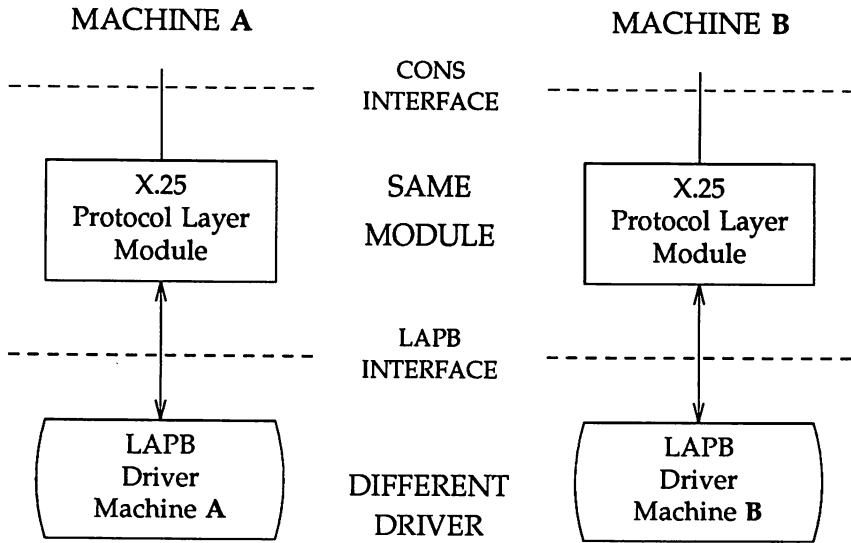 MACHINE A
MACHINE B
CONS
INTERFACE
X.25
Protocol Layer
Module
SAME
MODULE
X.25
Protocol Layer
Module
LAPB
INTERFACE
LAPB
Driver
Machine A
DIFFERENT
DRIVER
LAPB
Driver
Machine B